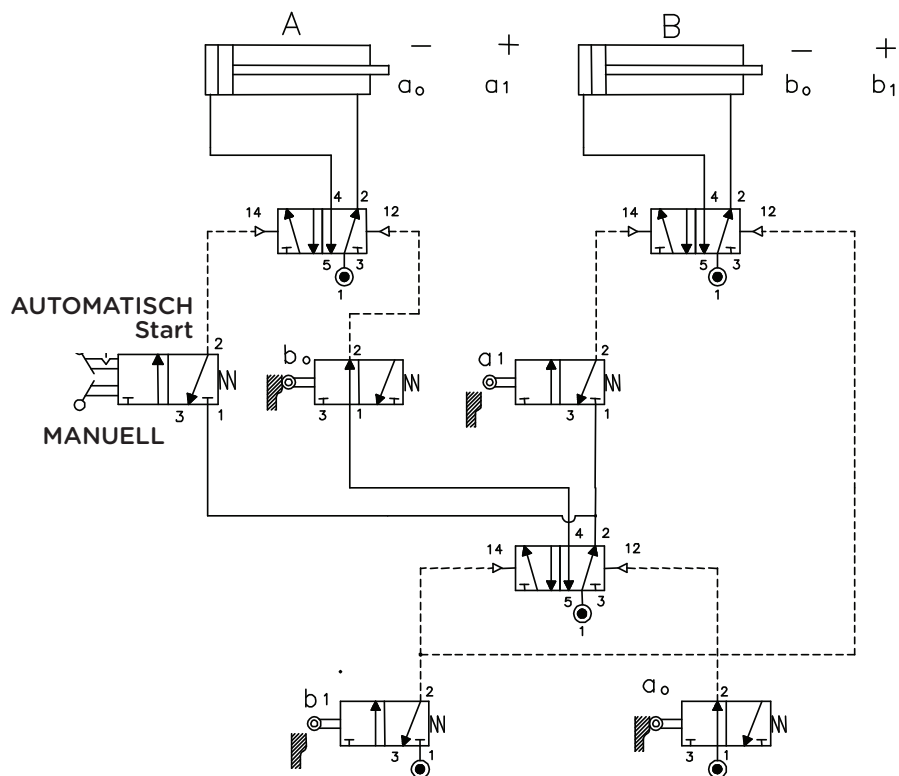 A − + B − +
a₀ a1 b₀ b₁
4 2 4 2
14 12 14 12
5 3 5 3
1 1
AUTOMATISCH
Start
2 b₀ 2 a1 2
3 1 3 1 3 1
MANUELL
4 2
14 12
5 3
1
b1 2 a₀ 2
3 1 3 1